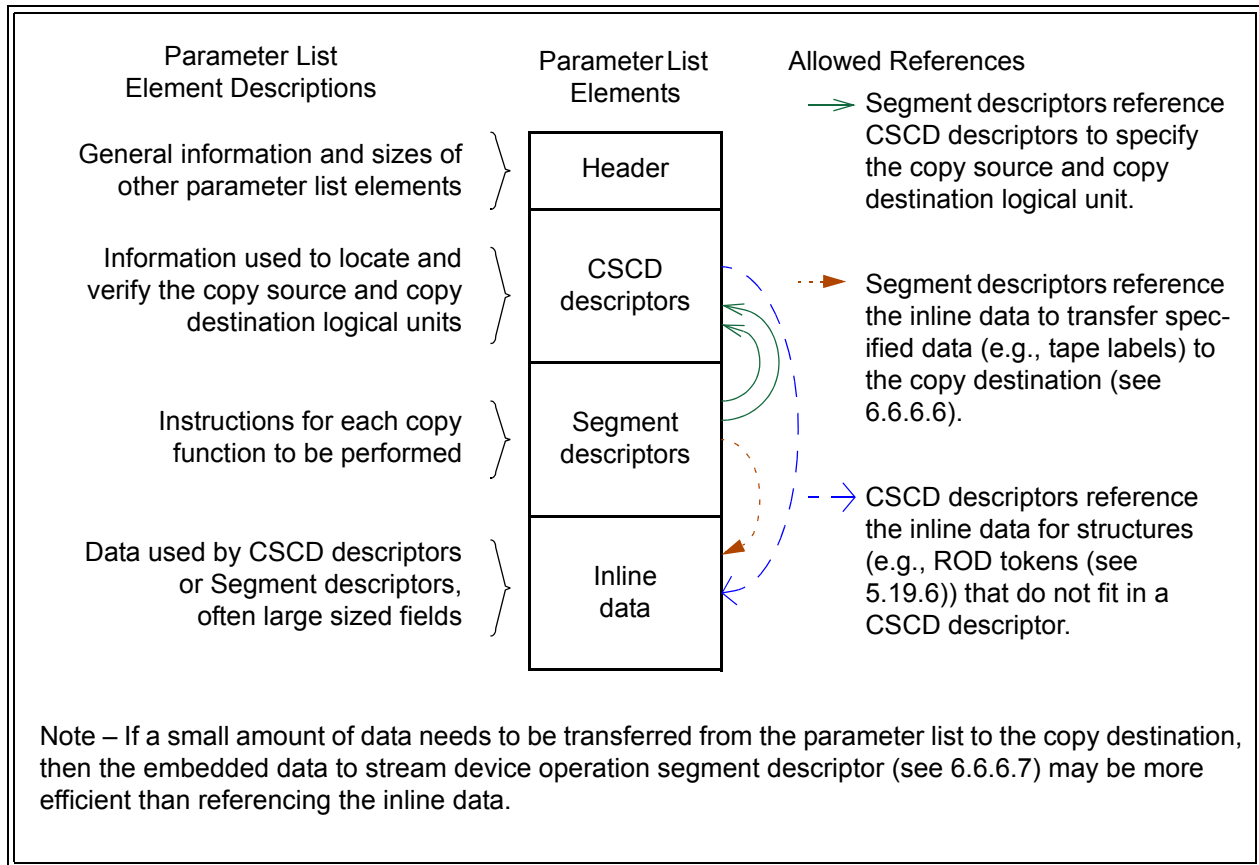 Parameter List
Element Descriptions
Parameter List
Elements
Allowed References
General information and sizes of
other parameter list elements
Header
Information used to locate and
verify the copy source and copy
destination logical units
CSCD
descriptors
Instructions for each copy
function to be performed
Segment
descriptors
Data used by CSCD descriptors
or Segment descriptors,
often large sized fields
Inline
data
Segment descriptors reference
CSCD descriptors to specify
the copy source and copy
destination logical unit.
Segment descriptors reference
the inline data to transfer spec-
ified data (e.g., tape labels) to
the copy destination (see
6.6.6.6).
CSCD descriptors reference
the inline data for structures
(e.g., ROD tokens (see
5.19.6)) that do not fit in a
CSCD descriptor.
Note – If a small amount of data needs to be transferred from the parameter list to the copy destination,
then the embedded data to stream device operation segment descriptor (see 6.6.6.7) may be more
efficient than referencing the inline data.